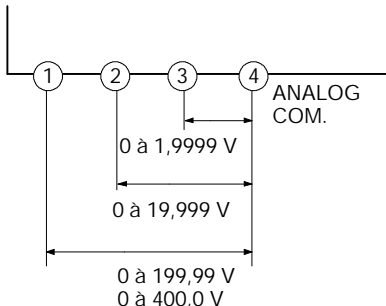 1 2 3 4
ANALOG
COM.
0 à 1,9999 V
0 à 19,999 V
0 à 199,99 V
0 à 400,0 V